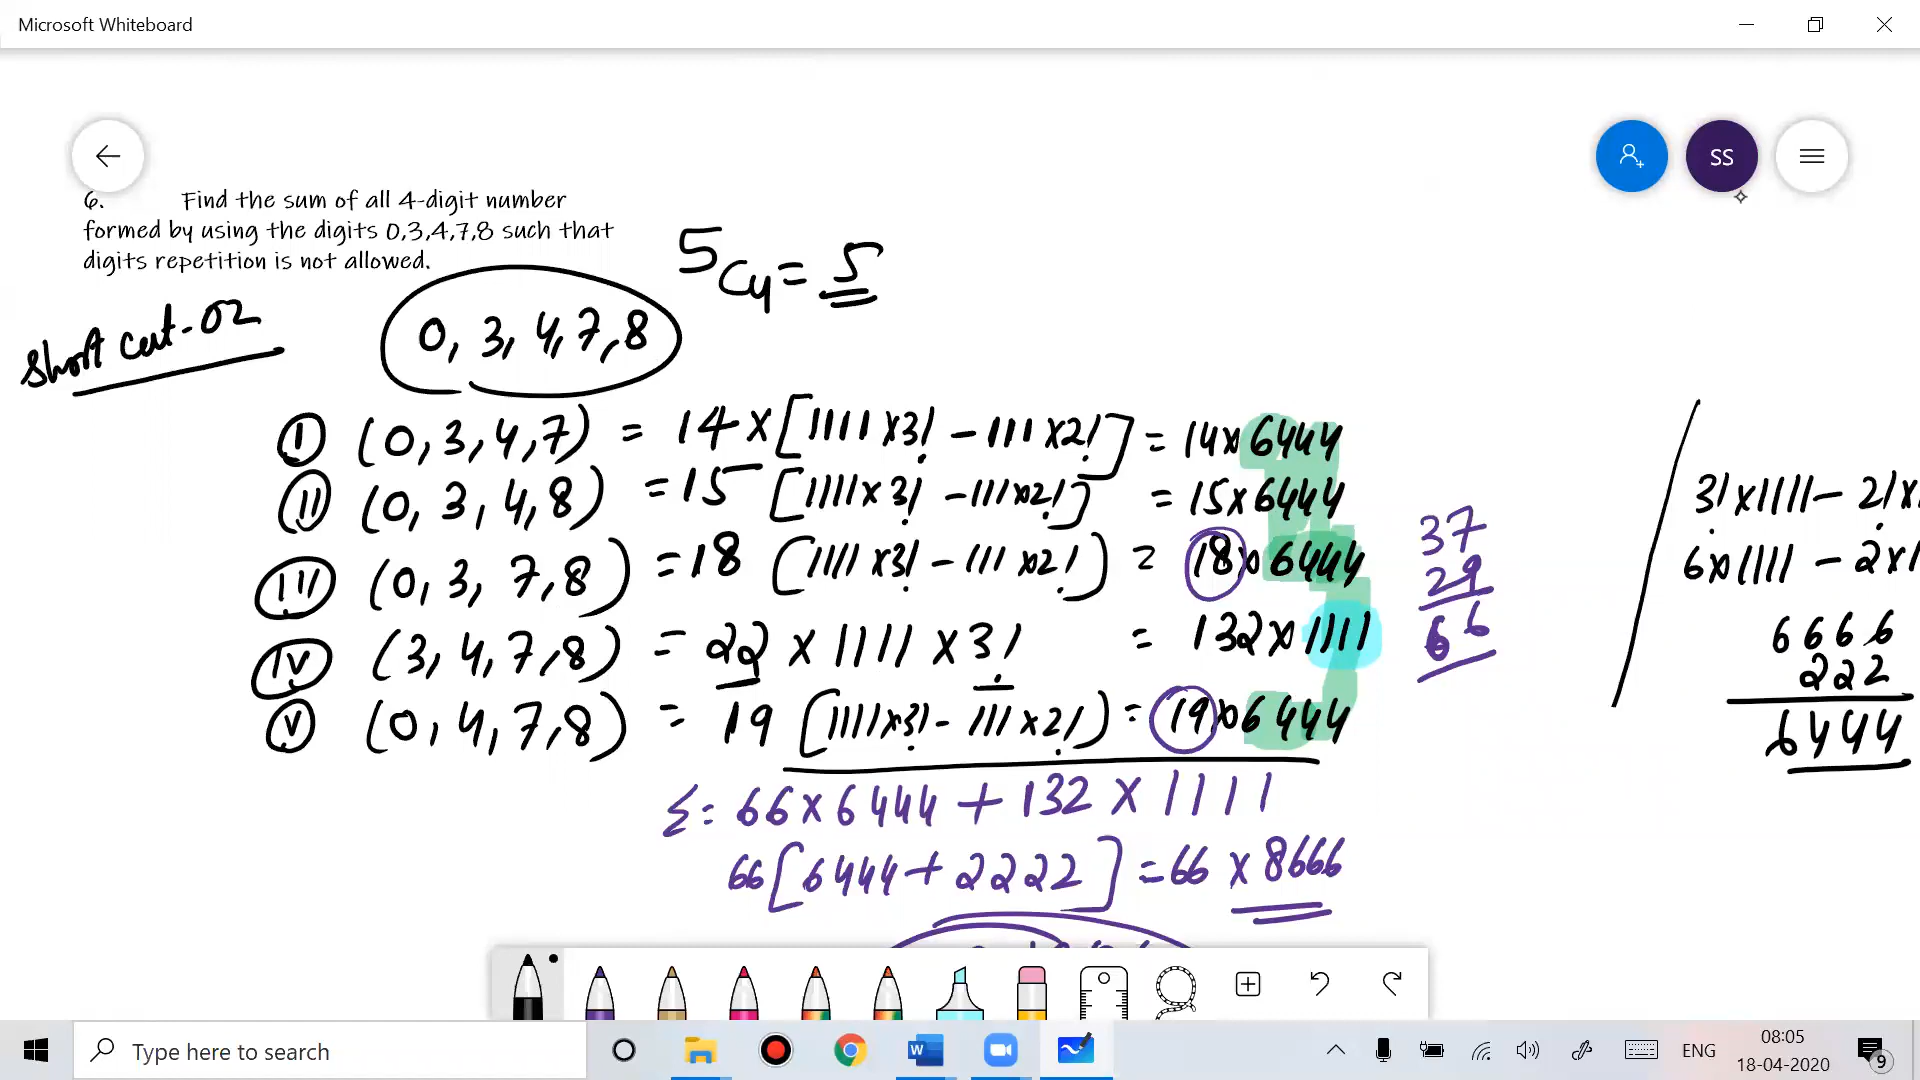 Microsoft Whiteboard
SS
6. Find the sum of all 4-digit number
formed by using the digits 0,3,4,7,8 such that
digits repetition is not allowed.
5C4 = 5
Short cut-02
0, 3, 4, 7, 8
I (0, 3, 4, 7) = 14 x [1111 x 3! - 111 x 2!] = 14 x 6444
II (0, 3, 4, 8) = 15 [1111 x 3! - 111 x 2!] = 15 x 6444
III (0, 3, 7, 8) = 18 (1111 x 3! - 111 x 2!) = 18 x 6444
IV (3, 4, 7, 8) = 22 x 1111 x 3! = 132 x 1111
V (0, 4, 7, 8) = 19 (1111 x 3! - 111 x 2!) = 19 x 6444
37
29
66
3! x 1111 - 2! x
6 x 1111 - 2 x 1
6666
222
6444
Σ = 66 x 6444 + 132 x 1111
66 [6444 + 2222] = 66 x 8666
Type here to search
ENG
08:05
18-04-2020
9